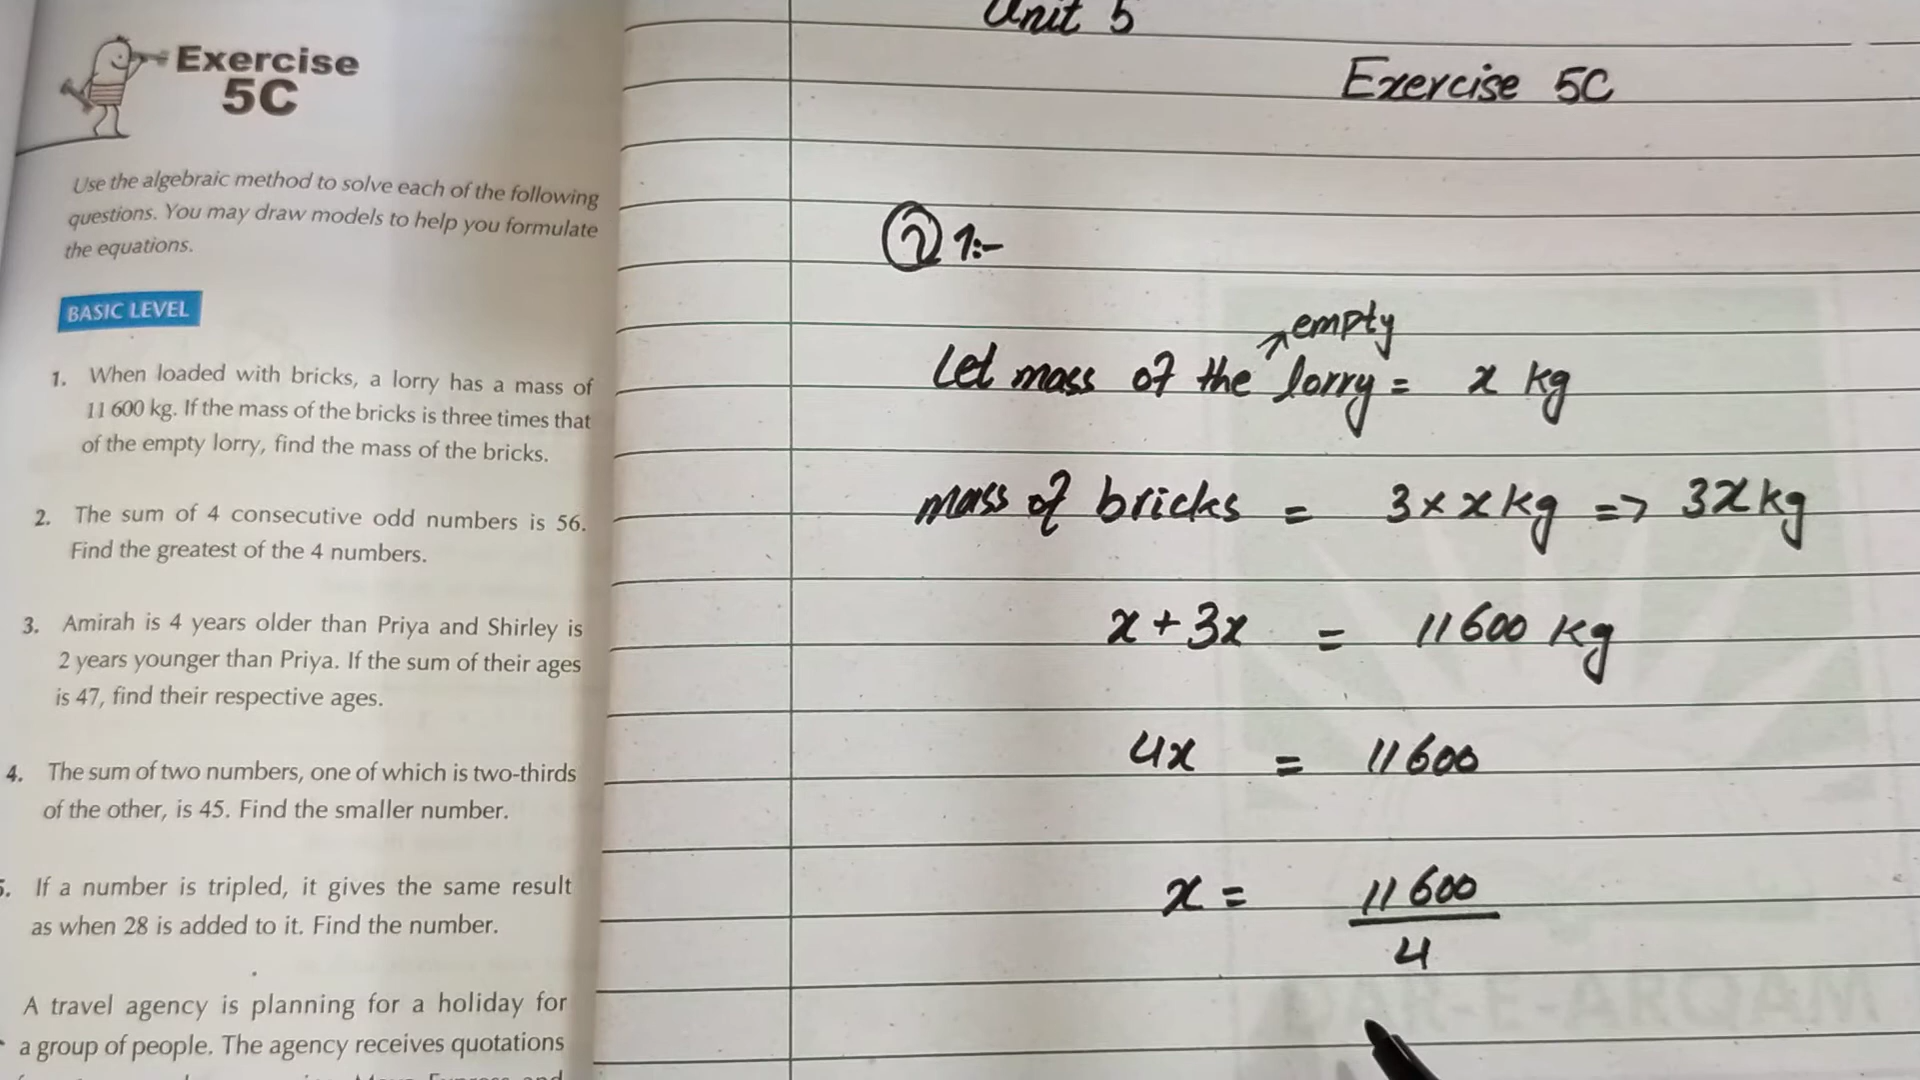 Exercise
5C
Use the algebraic method to solve each of the following
questions. You may draw models to help you formulate
the equations.
BASIC LEVEL
1. When loaded with bricks, a lorry has a mass of
11 600 kg. If the mass of the bricks is three times that
of the empty lorry, find the mass of the bricks.
2. The sum of 4 consecutive odd numbers is 56.
Find the greatest of the 4 numbers.
3. Amirah is 4 years older than Priya and Shirley is
2 years younger than Priya. If the sum of their ages
is 47, find their respective ages.
4. The sum of two numbers, one of which is two-thirds
of the other, is 45. Find the smaller number.
5. If a number is tripled, it gives the same result
as when 28 is added to it. Find the number.
A travel agency is planning for a holiday for
a group of people. The agency receives quotations
Unit 5
Exercise 5C
Q 1:-
empty
Let mass of the lorry = x kg
mass of bricks = 3 × x kg => 3x kg
x + 3x = 11600 kg
4x = 11600
x = 11600
4
DAR-E-ARQAM